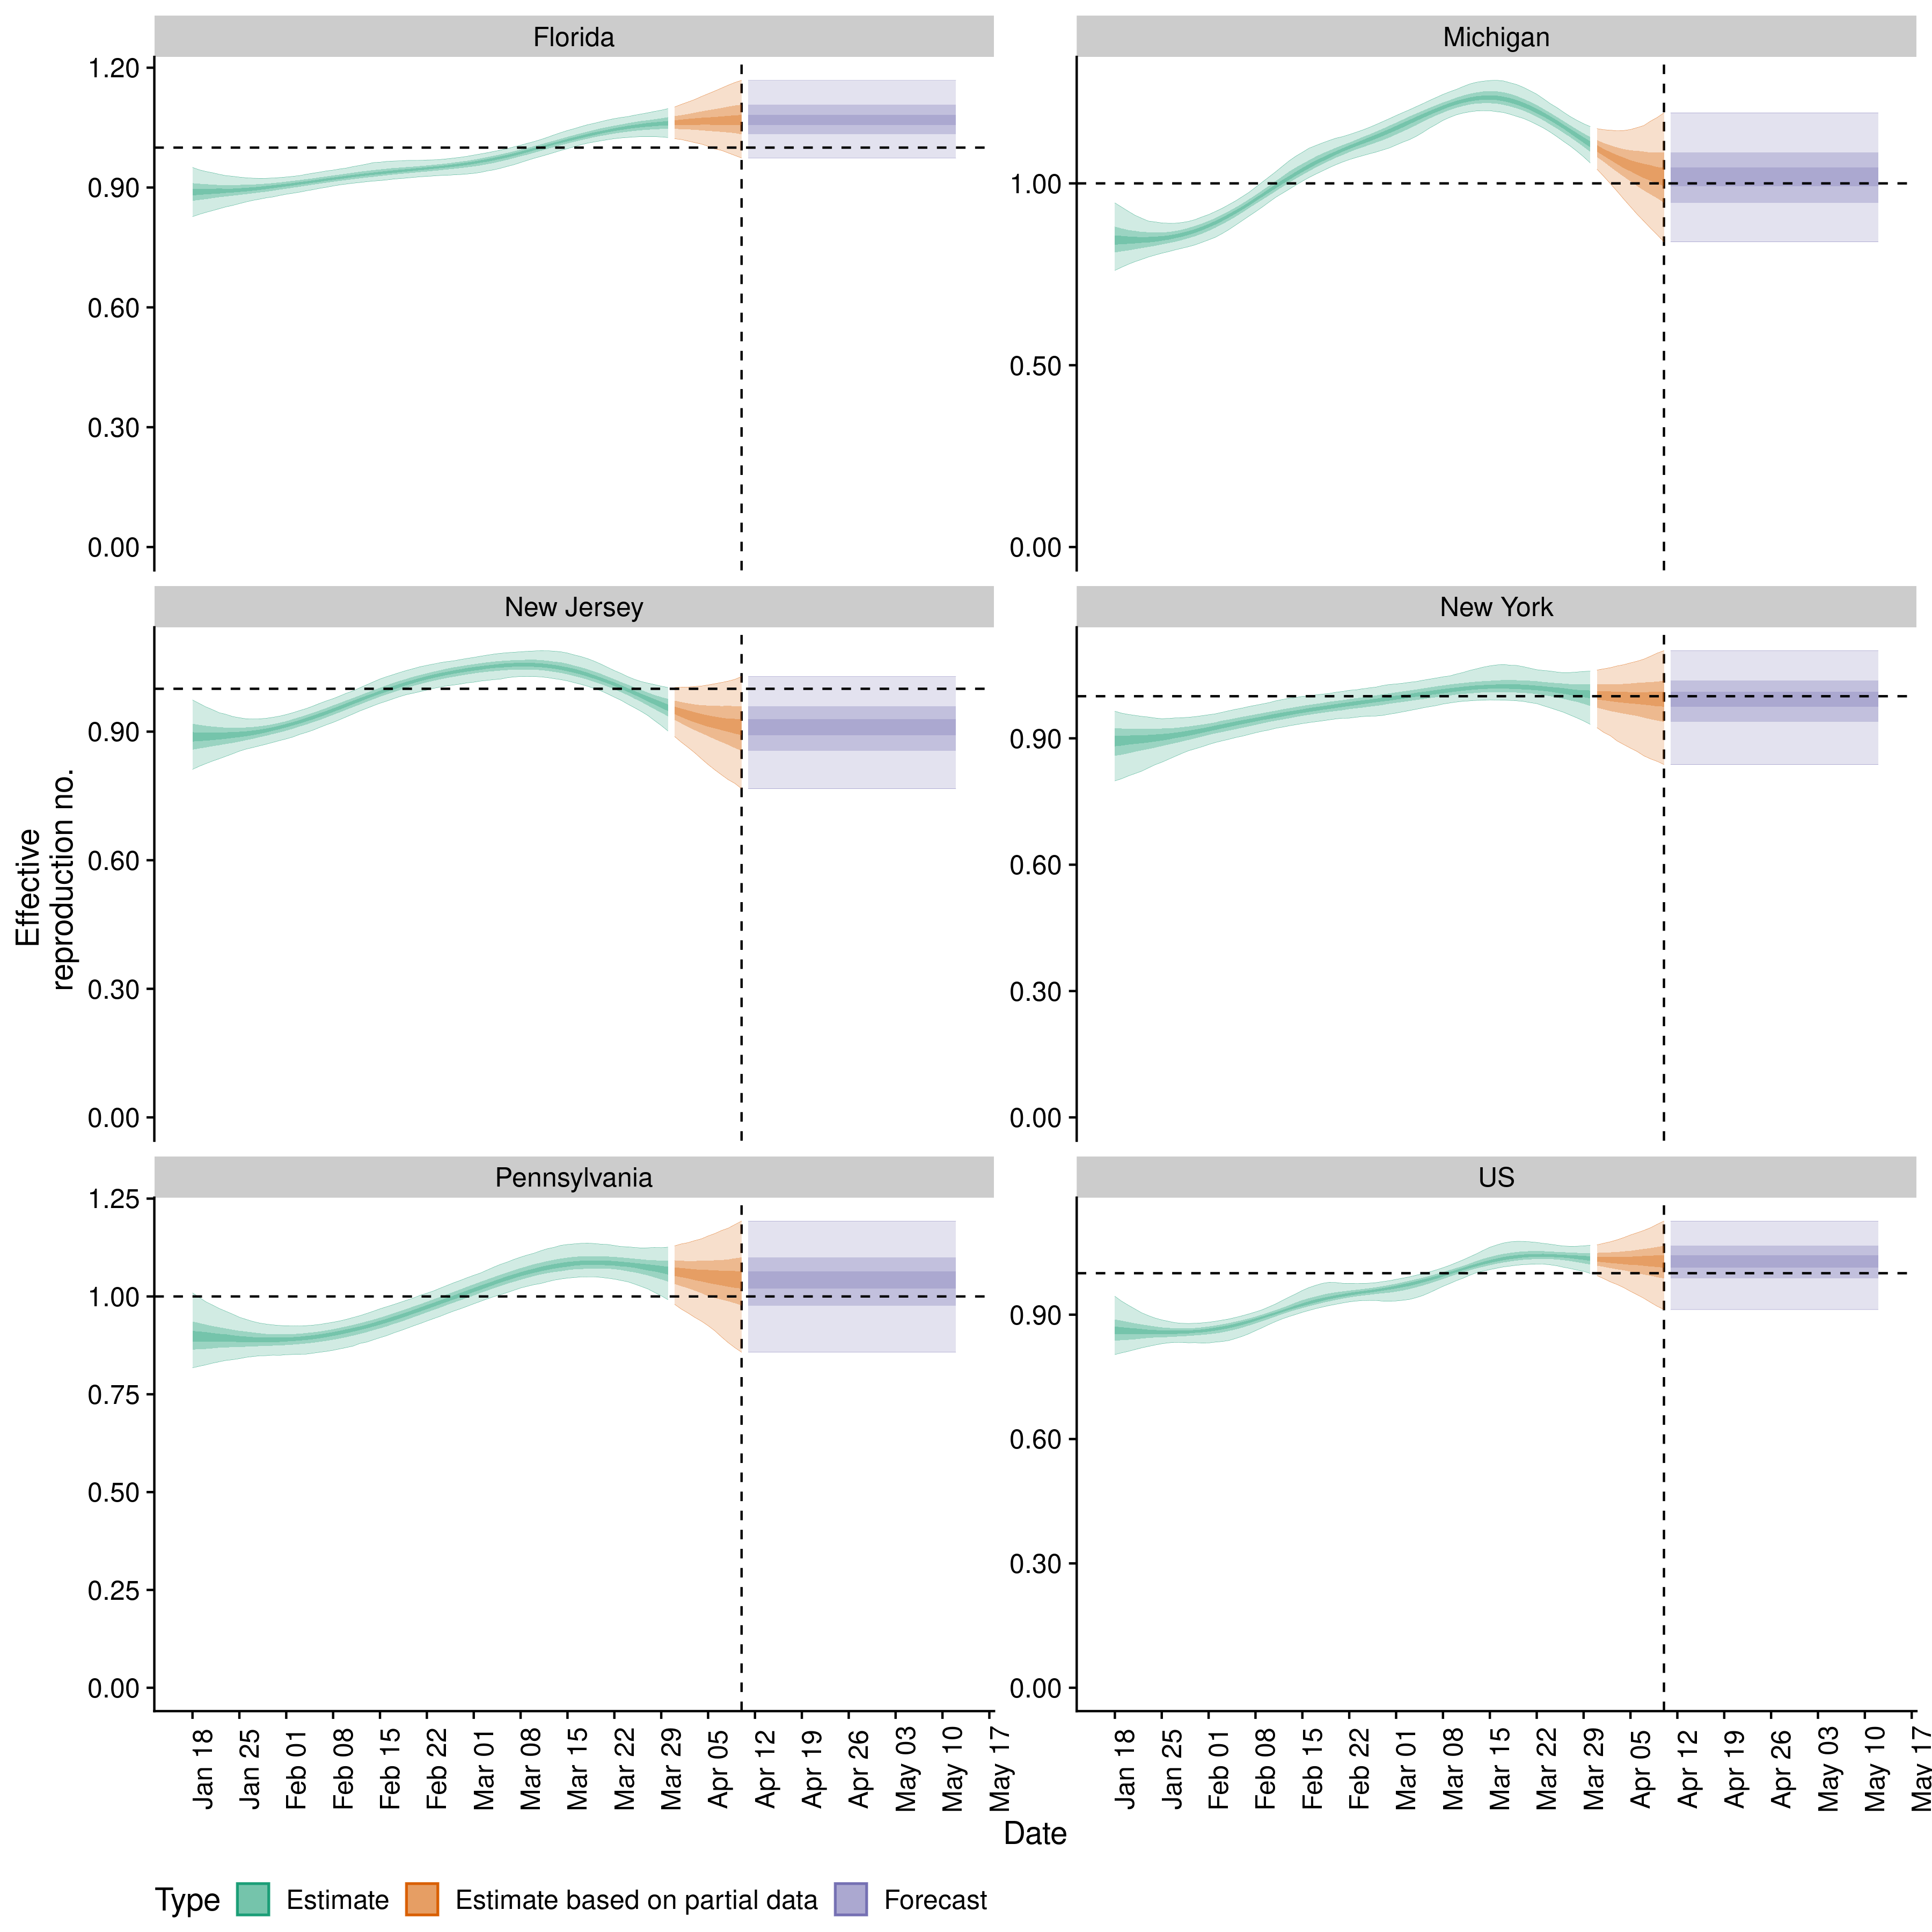 Florida
Michigan
1.20
0.90
0.60
0.30
0.00
1.00
0.50
0.00
New Jersey
New York
0.90
0.60
0.30
0.00
0.90
0.60
0.30
0.00
Effective
reproduction no.
Pennsylvania
US
1.25
1.00
0.75
0.50
0.25
0.00
0.90
0.60
0.30
0.00
Jan 18
Jan 25
Feb 01
Feb 08
Feb 15
Feb 22
Mar 01
Mar 08
Mar 15
Mar 22
Mar 29
Apr 05
Apr 12
Apr 19
Apr 26
May 03
May 10
May 17
Jan 18
Jan 25
Feb 01
Feb 08
Feb 15
Feb 22
Mar 01
Mar 08
Mar 15
Mar 22
Mar 29
Apr 05
Apr 12
Apr 19
Apr 26
May 03
May 10
May 17
Date
Type Estimate Estimate based on partial data Forecast